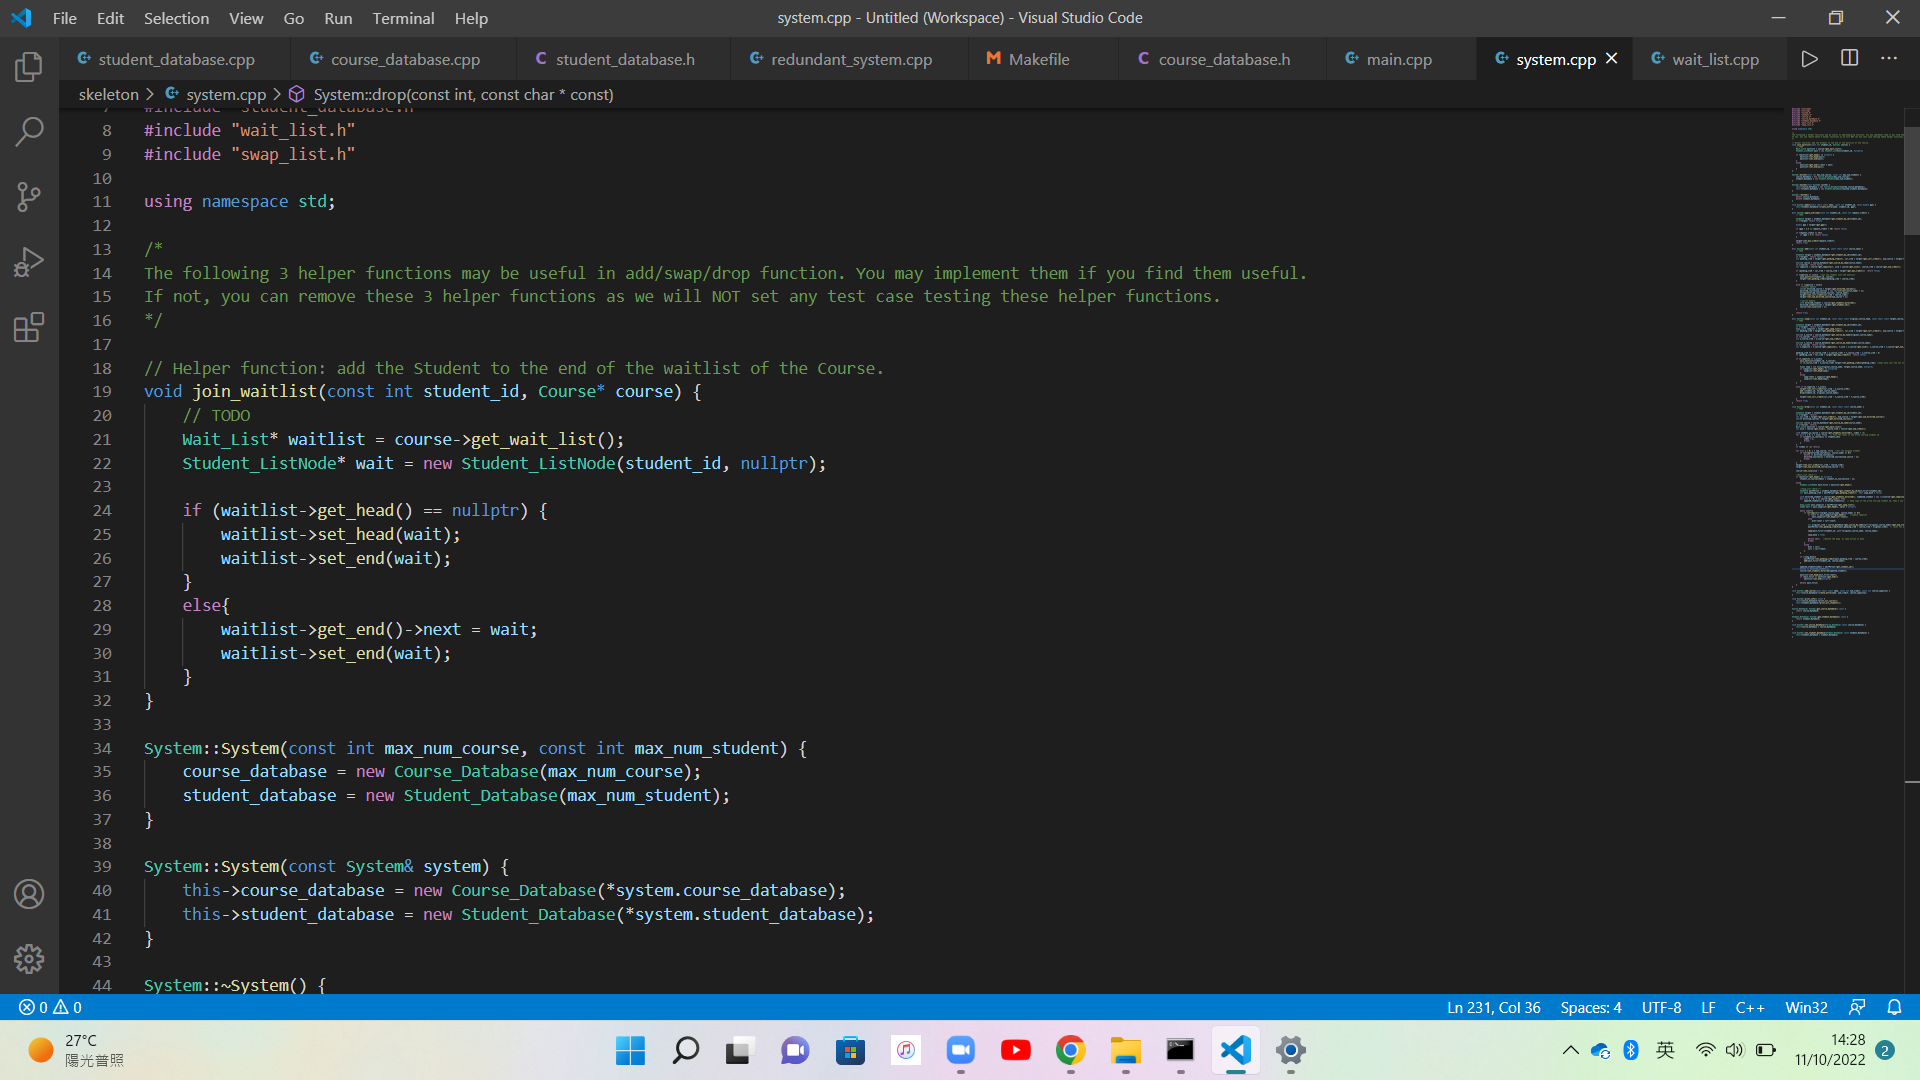 File Edit Selection View Go Run Terminal Help
system.cpp - Untitled (Workspace) - Visual Studio Code
student_database.cpp course_database.cpp student_database.h redundant_system.cpp Makefile course_database.h main.cpp system.cpp wait_list.cpp
skeleton > system.cpp > System::drop(const int, const char * const)
7 #include "student_database.h"
8 #include "wait_list.h"
9 #include "swap_list.h"
10
11 using namespace std;
12
13 /*
14 The following 3 helper functions may be useful in add/swap/drop function. You may implement them if you find them useful.
15 If not, you can remove these 3 helper functions as we will NOT set any test case testing these helper functions.
16 */
17
18 // Helper function: add the Student to the end of the waitlist of the Course.
19 void join_waitlist(const int student_id, Course* course) {
20 // TODO
21 Wait_List* waitlist = course->get_wait_list();
22 Student_ListNode* wait = new Student_ListNode(student_id, nullptr);
23
24 if (waitlist->get_head() == nullptr) {
25 waitlist->set_head(wait);
26 waitlist->set_end(wait);
27 }
28 else{
29 waitlist->get_end()->next = wait;
30 waitlist->set_end(wait);
31 }
32 }
33
34 System::System(const int max_num_course, const int max_num_student) {
35 course_database = new Course_Database(max_num_course);
36 student_database = new Student_Database(max_num_student);
37 }
38
39 System::System(const System& system) {
40 this->course_database = new Course_Database(*system.course_database);
41 this->student_database = new Student_Database(*system.student_database);
42 }
43
44 System::~System() {
0 0
Ln 231, Col 36 Spaces: 4 UTF-8 LF C++ Win32
27°C
陽光普照
英
14:28
11/10/2022
2